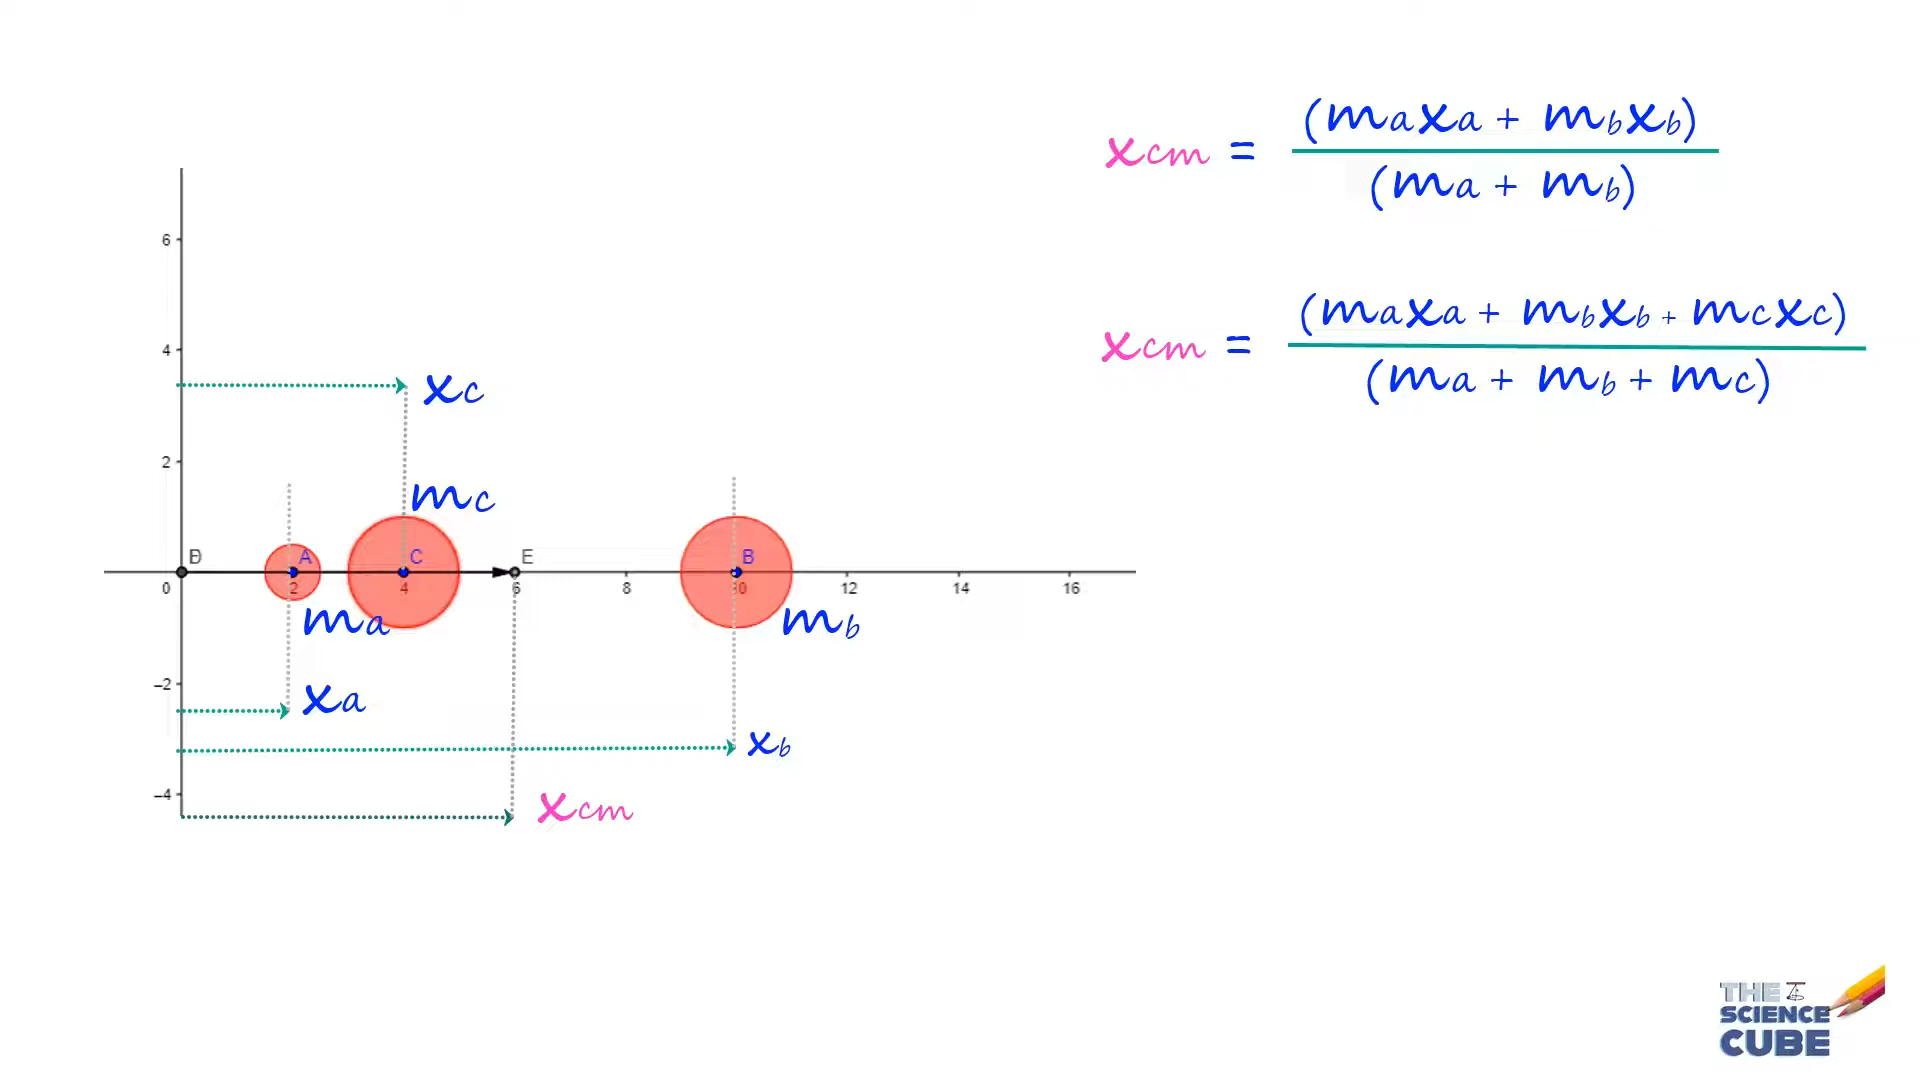 xcm = (maxa + mbxb)
(ma + mb)
xcm = (maxa + mbxb + mcxc)
(ma + mb + mc)
6
4
xc
2
mc
D A C E B
0 2 4 6 8 10 12 14 16
ma mb
-2
xa
xb
-4
xcm
THE
SCIENCE
CUBE